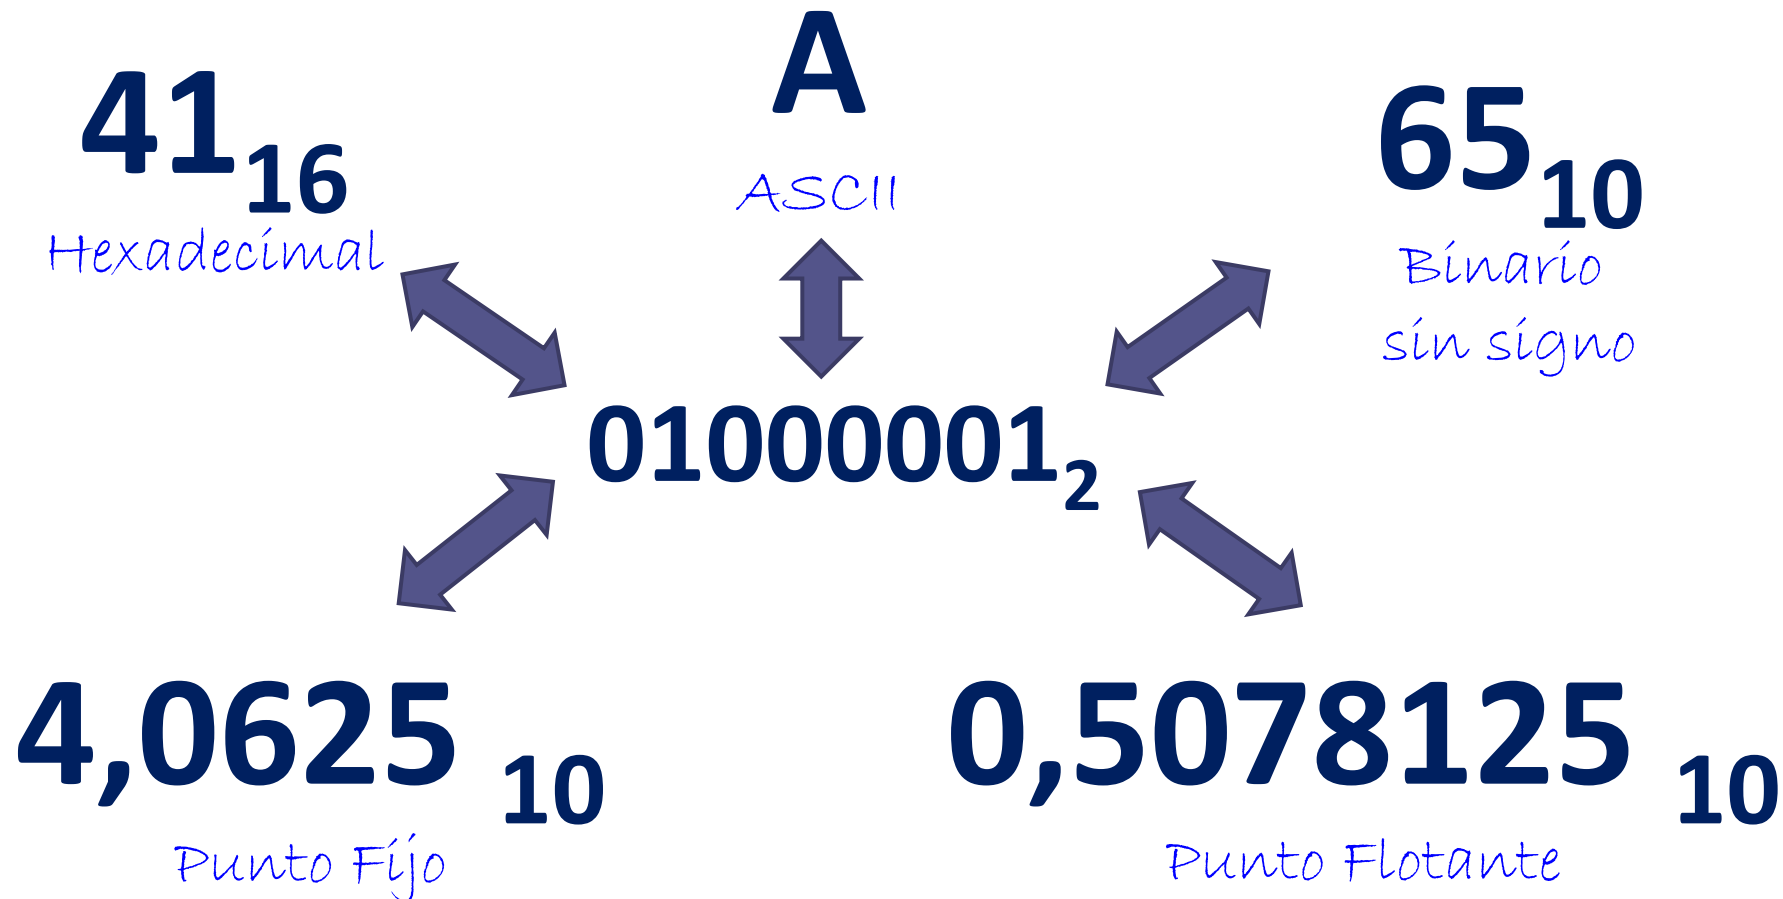 A
ASCII
41₁₆
Hexadecimal
65₁₀
Binario
sin signo
01000001₂
4,0625 ₁₀
Punto Fijo
0,5078125 ₁₀
Punto Flotante